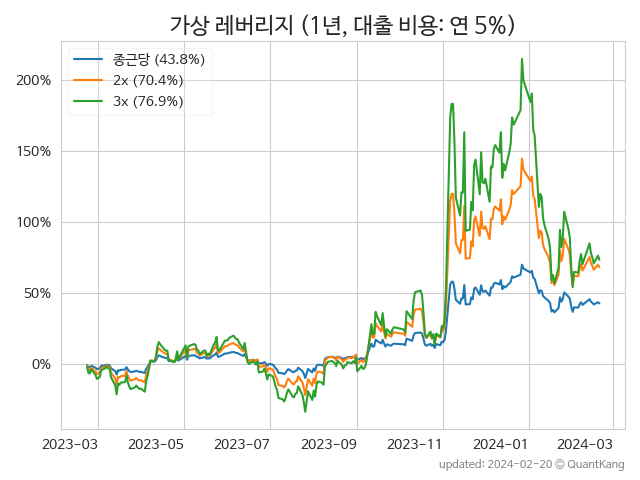 가상 레버리지 (1년, 대출 비용: 연 5%)
종근당 (43.8%)
2x (70.4%)
3x (76.9%)
200%
150%
100%
50%
0%
2023-03 2023-05 2023-07 2023-09 2023-11 2024-01 2024-03
updated: 2024-02-20 © QuantKang